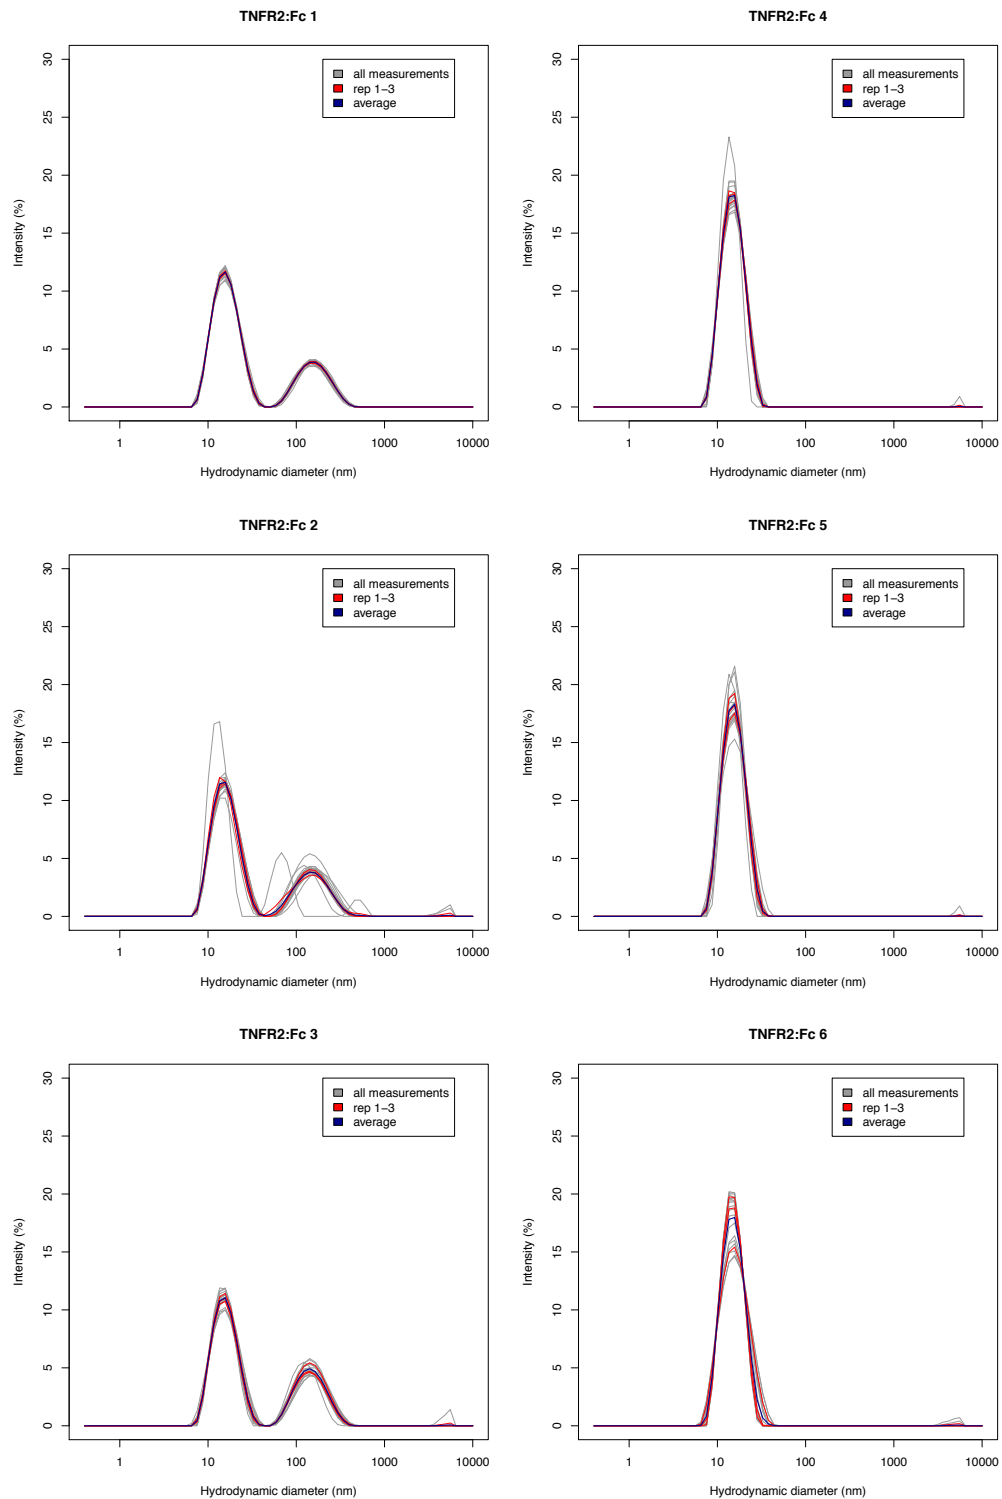 TNFR2:Fc 1
30
25
20
15
10
5
0
Intensity (%)
all measurements
rep 1−3
average
1
10
100
1000
10000
Hydrodynamic diameter (nm)
TNFR2:Fc 4
30
25
20
15
10
5
0
Intensity (%)
all measurements
rep 1−3
average
1
10
100
1000
10000
Hydrodynamic diameter (nm)
TNFR2:Fc 2
30
25
20
15
10
5
0
Intensity (%)
all measurements
rep 1−3
average
1
10
100
1000
10000
Hydrodynamic diameter (nm)
TNFR2:Fc 5
30
25
20
15
10
5
0
Intensity (%)
all measurements
rep 1−3
average
1
10
100
1000
10000
Hydrodynamic diameter (nm)
TNFR2:Fc 3
30
25
20
15
10
5
0
Intensity (%)
all measurements
rep 1−3
average
1
10
100
1000
10000
Hydrodynamic diameter (nm)
TNFR2:Fc 6
30
25
20
15
10
5
0
Intensity (%)
all measurements
rep 1−3
average
1
10
100
1000
10000
Hydrodynamic diameter (nm)